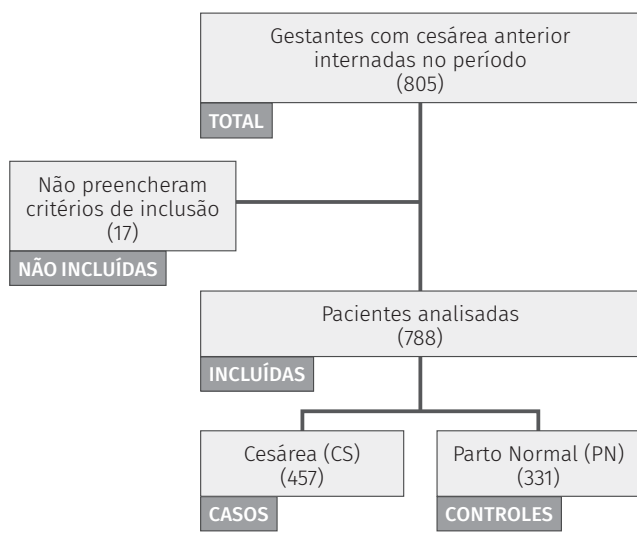 Gestantes com cesárea anterior
internadas no período
(805)
TOTAL
Não preencheram
critérios de inclusão
(17)
NÃO INCLUÍDAS
Pacientes analisadas
(788)
INCLUÍDAS
Cesárea (CS)
(457)
CASOS
Parto Normal (PN)
(331)
CONTROLES